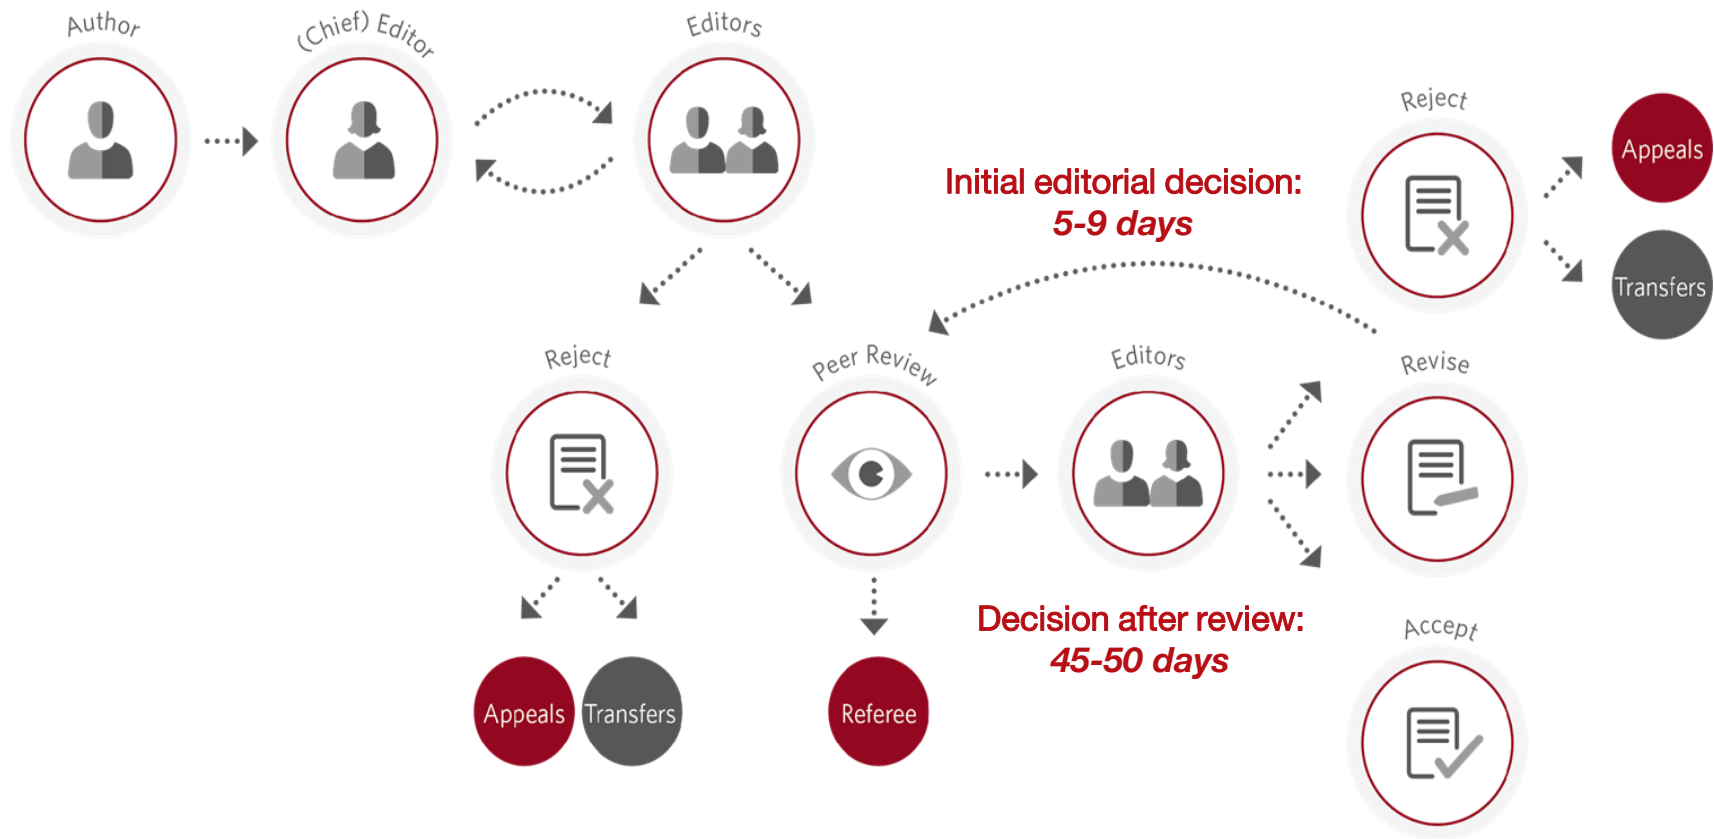 Author
(Chief) Editor
Editors
Reject
Appeals
Initial editorial decision:
5-9 days
Transfers
Reject
Peer Review
Editors
Revise
Decision after review:
45-50 days
Accept
Appeals
Transfers
Referee